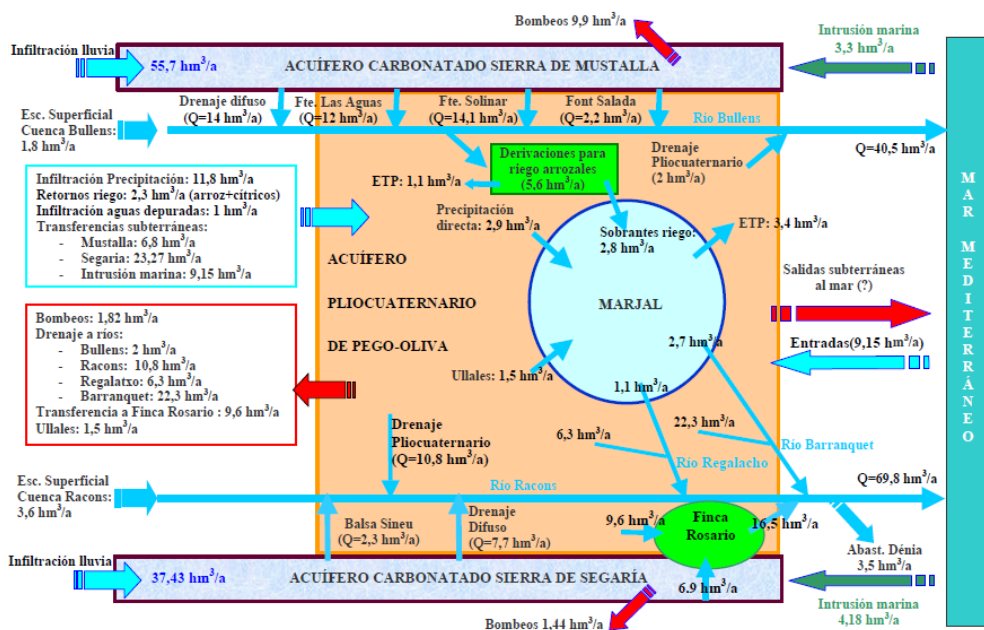 Bombeos 9,9 hm³/a
Intrusión marina
3,3 hm³/a
Infiltración lluvia
55,7 hm³/a
ACUÍFERO CARBONATADO SIERRA DE MUSTALLA
Drenaje difuso
(Q=14 hm³/a)
Fte. Las Aguas
(Q=12 hm³/a)
Fte. Solinar
(Q=14,1 hm³/a)
Font Salada
(Q=2,2 hm³/a)
Esc. Superficial
Cuenca Bullens:
1,8 hm³/a
Río Bullens
Q=40,5 hm³/a
Derivaciones para
riego arrozales
(5,6 hm³/a)
Drenaje
Pliocuaternario
(2 hm³/a)
ETP: 1,1 hm³/a
Infiltración Precipitación: 11,8 hm³/a
Retornos riego: 2,3 hm³/a (arroz+cítricos)
Infiltración aguas depuradas: 1 hm³/a
Transferencias subterráneas:
- Mustalla: 6,8 hm³/a
- Segaria: 23,27 hm³/a
- Intrusión marina: 9,15 hm³/a
Precipitación
directa: 2,9 hm³/a
Sobrantes riego:
2,8 hm³/a
ETP: 3,4 hm³/a
ACUÍFERO
PLIOCUATERNARIO
DE PEGO-OLIVA
MARJAL
Salidas subterráneas
al mar (?)
Entradas(9,15 hm³/a)
MAR MEDITERRÁNEO
Bombeos: 1,82 hm³/a
Drenaje a ríos:
- Bullens: 2 hm³/a
- Racons: 10,8 hm³/a
- Regalatxo: 6,3 hm³/a
- Barranquet: 22,3 hm³/a
Transferencia a Finca Rosario : 9,6 hm³/a
Ullales: 1,5 hm³/a
Ullales: 1,5 hm³/a
2,7 hm³/a
1,1 hm³/a
Drenaje
Pliocuaternario
(Q=10,8 hm³/a)
6,3 hm³/a
22,3 hm³/a
Río Barranquet
Río Regalacho
Esc. Superficial
Cuenca Racons:
3,6 hm³/a
Río Racons
Q=69,8 hm³/a
Balsa Sineu
(Q=2,3 hm³/a)
Drenaje
Difuso
(Q=7,7 hm³/a)
9,6 hm³/a
Finca
Rosario
16,5 hm³/a
Abast. Dénia
3,5 hm³/a
Infiltración lluvia
37,43 hm³/a
ACUÍFERO CARBONATADO SIERRA DE SEGARÍA
6.9 hm³/a
Bombeos 1,44 hm³/a
Intrusión marina
4,18 hm³/a